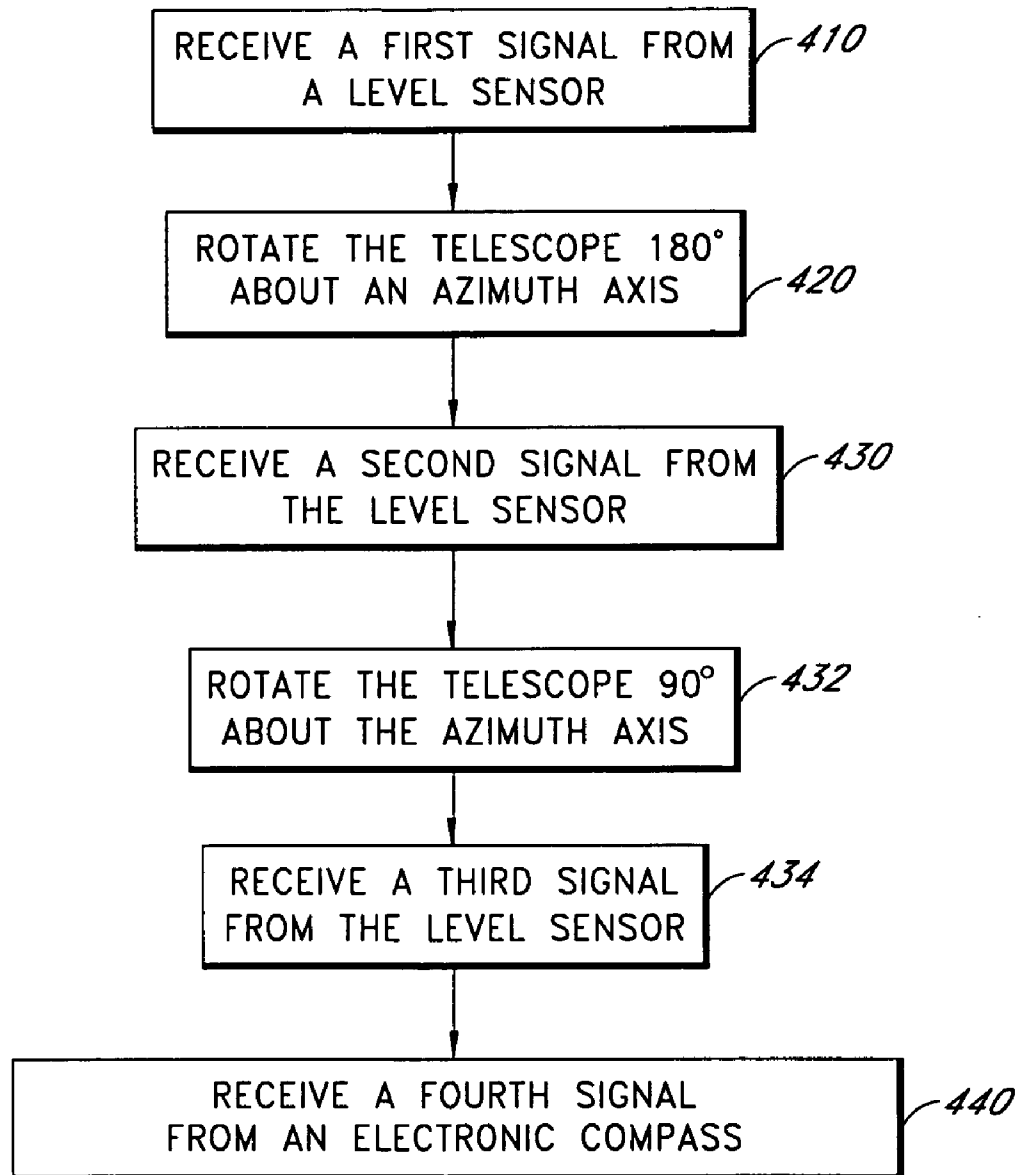 RECEIVE A FIRST SIGNAL FROM
A LEVEL SENSOR
410
ROTATE THE TELESCOPE 180°
ABOUT AN AZIMUTH AXIS
420
RECEIVE A SECOND SIGNAL FROM
THE LEVEL SENSOR
430
ROTATE THE TELESCOPE 90°
ABOUT THE AZIMUTH AXIS
432
RECEIVE A THIRD SIGNAL
FROM THE LEVEL SENSOR
434
RECEIVE A FOURTH SIGNAL
FROM AN ELECTRONIC COMPASS
440